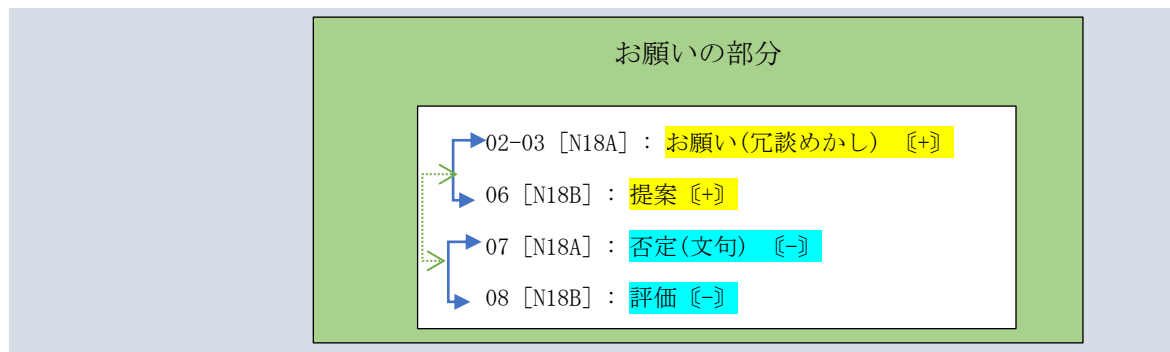 お願いの部分
02-03 [N18A] : お願い(冗談めかし) 〔+〕
06 [N18B] : 提案〔+〕
07 [N18A] : 否定(文句) 〔-〕
08 [N18B] : 評価〔-〕